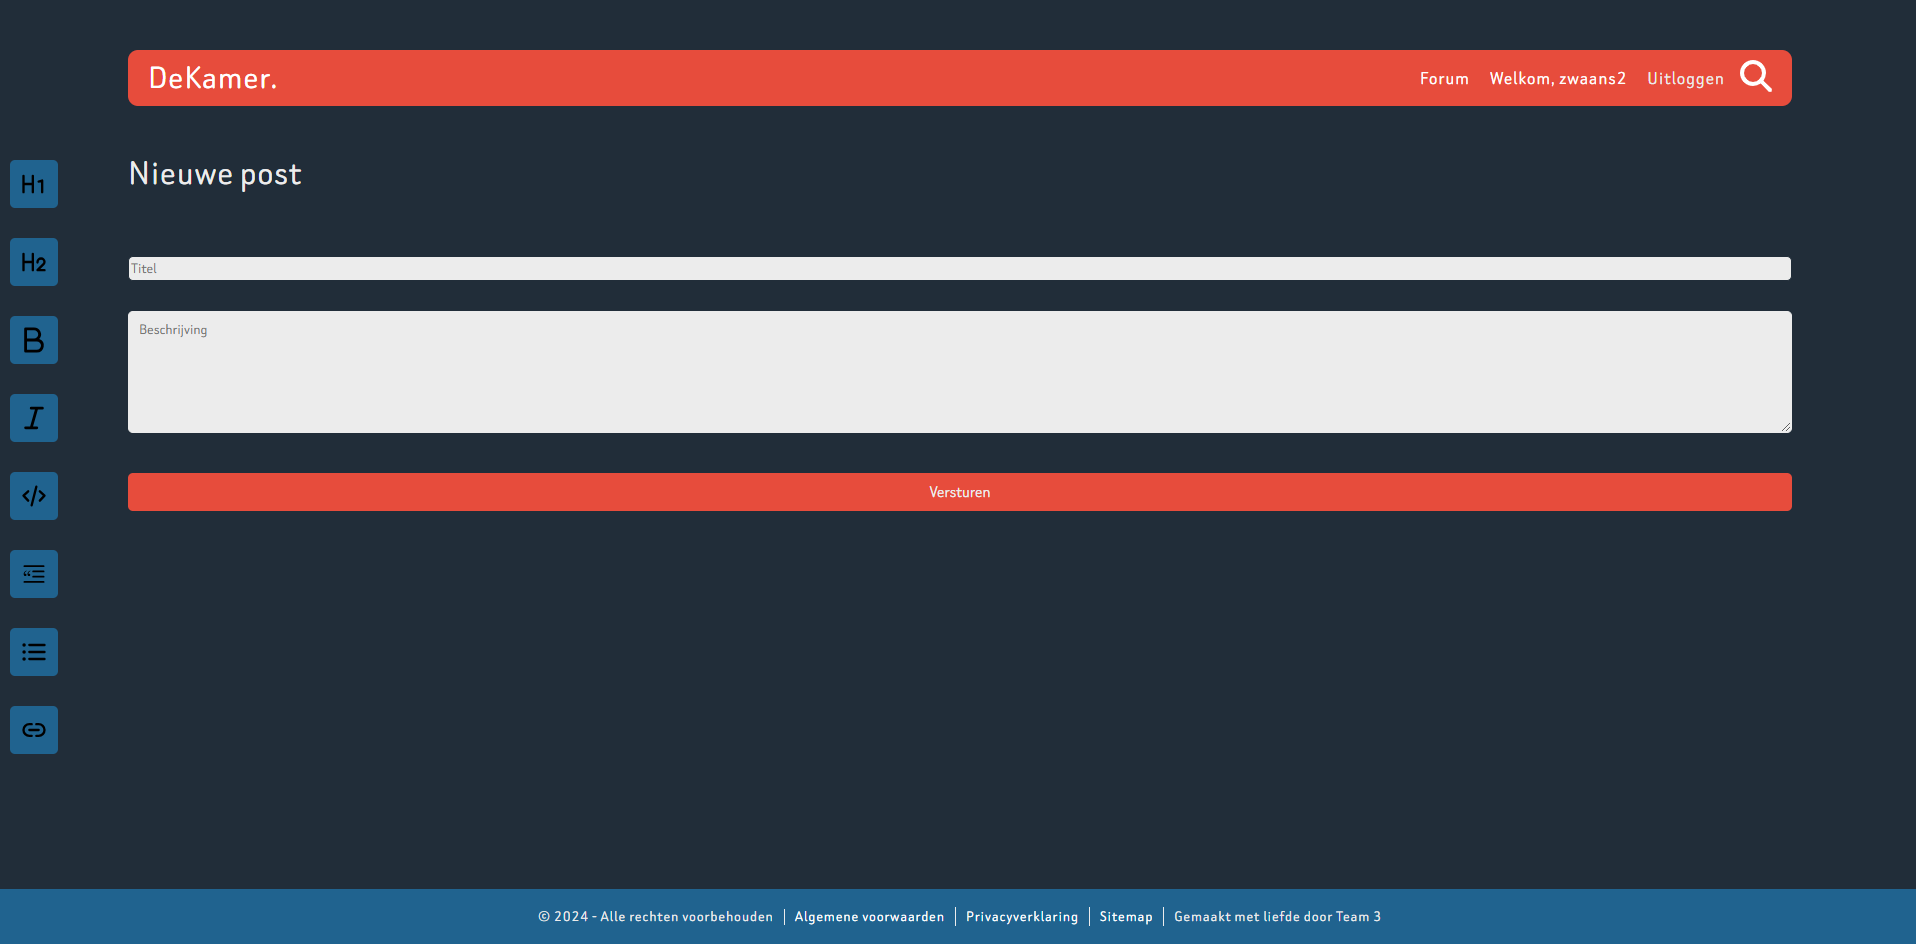 DeKamer.
Forum Welkom, zwaans2 Uitloggen
Nieuwe post
H1
H2
B
I
</>
Titel
Beschrijving
Versturen
© 2024 - Alle rechten voorbehouden | Algemene voorwaarden | Privacyverklaring | Sitemap | Gemaakt met liefde door Team 3